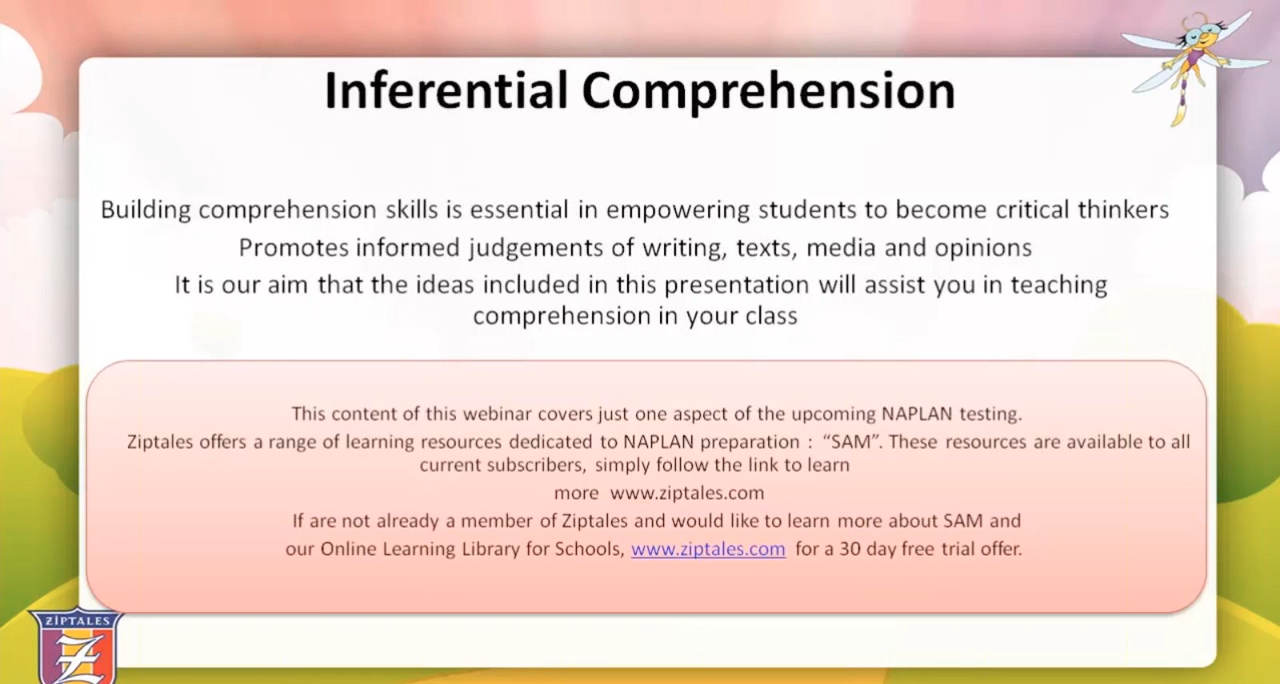 Inferential Comprehension
Building comprehension skills is essential in empowering students to become critical thinkers
Promotes informed judgements of writing, texts, media and opinions
It is our aim that the ideas included in this presentation will assist you in teaching
comprehension in your class
This content of this webinar covers just one aspect of the upcoming NAPLAN testing.
Ziptales offers a range of learning resources dedicated to NAPLAN preparation : “SAM”. These resources are available to all
current subscribers, simply follow the link to learn
more www.ziptales.com
If are not already a member of Ziptales and would like to learn more about SAM and
our Online Learning Library for Schools, www.ziptales.com for a 30 day free trial offer.
ZIPTALES
Z